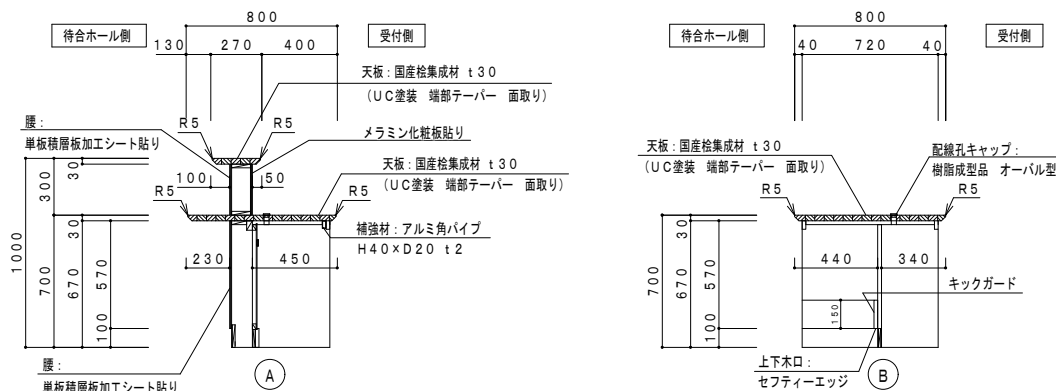 800
待合ホール側
受付側
130
270
400
天板：国産桧集成材 t30
（UC塗装 端部テーパー 面取り）
腰：
単板積層板加工シート貼り
R5
R5
メラミン化粧板貼り
天板：国産桧集成材 t30
（UC塗装 端部テーパー 面取り）
100
50
R5
R5
補強材：アルミ角パイプ
H40×D20 t2
230
450
1000
300
700
30
30
670
570
100
腰：
単板積層板加工シート貼り
A
800
待合ホール側
受付側
40
720
40
天板：国産桧集成材 t30
（UC塗装 端部テーパー 面取り）
配線孔キャップ：
樹脂成型品 オーバル型
R5
R5
440
340
キックガード
700
30
670
570
100
150
上下木口：
セフティーエッジ
B